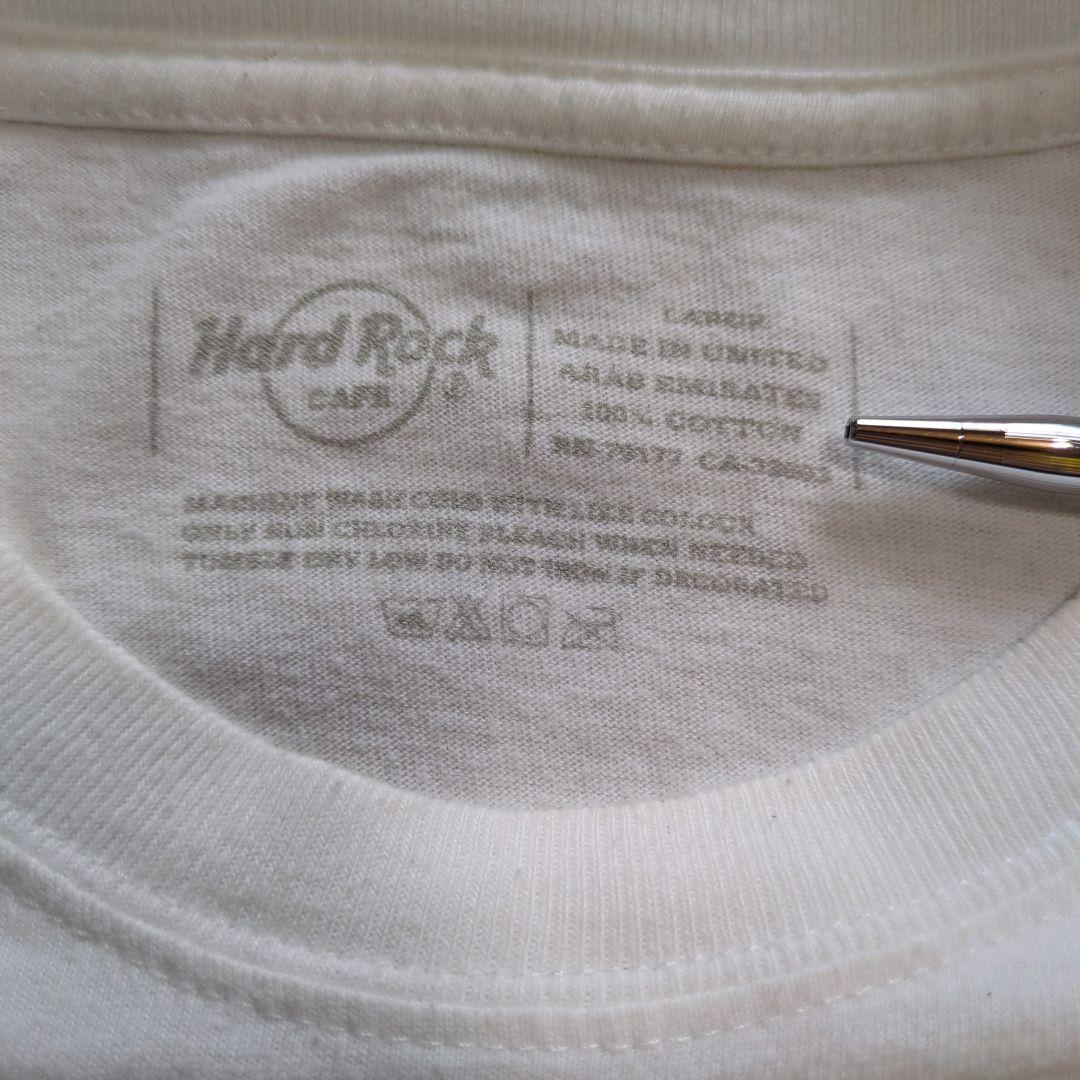 Hard Rock
CAFE
®
LARGE
MADE IN UNITED
ARAB EMIRATES
100% COTTON
MACHINE WASH COLD WITH LIKE COLOCR
ONLY NON CHLORINE BLEACH WHEN NEEDED
TUMBLE DRY LOW DO NOT IRON IF DECORATED